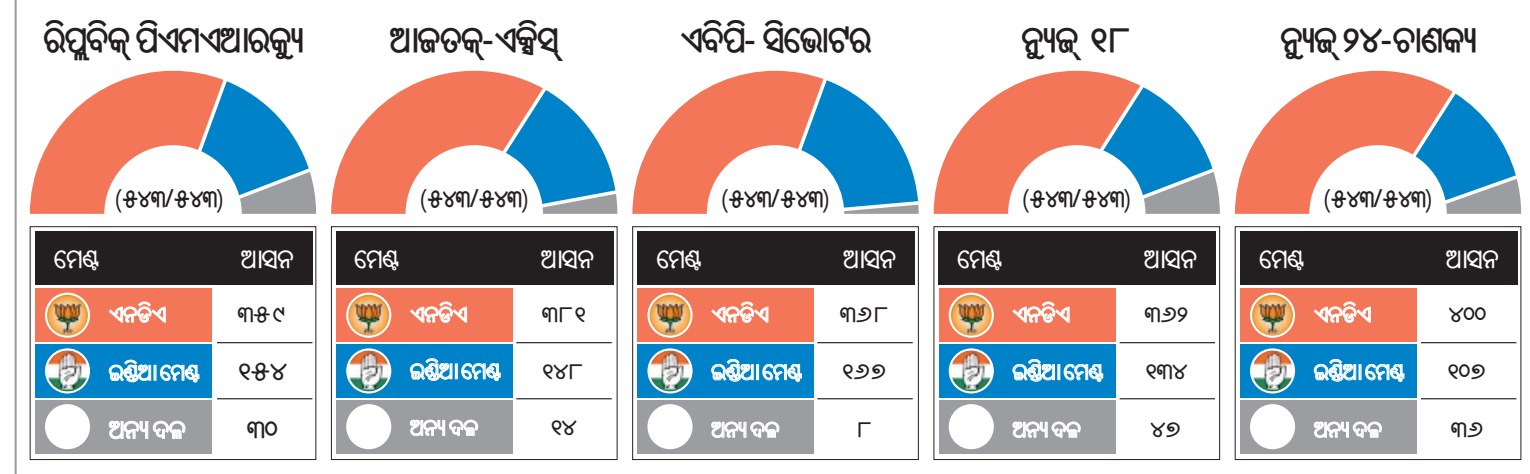 ରିପ୍ଲବିକ୍ ପିଏମଏଆରକ୍ୟୁ
(୫୪୩/୫୪୩)
ମେଣ୍ଟ ଆସନ
ଏନଡିଏ ୩୫୯
ଇଣ୍ଡିଆ ମେଣ୍ଟ ୧୫୪
ଅନ୍ୟ ଦଳ ୩୦
ଆଜତକ୍-ଏକ୍ସିସ୍
(୫୪୩/୫୪୩)
ମେଣ୍ଟ ଆସନ
ଏନଡିଏ ୩୮୧
ଇଣ୍ଡିଆ ମେଣ୍ଟ ୧୪୮
ଅନ୍ୟ ଦଳ ୧୪
ଏବିପି- ସିଭୋଟର
(୫୪୩/୫୪୩)
ମେଣ୍ଟ ଆସନ
ଏନଡିଏ ୩୬୮
ଇଣ୍ଡିଆ ମେଣ୍ଟ ୧୬୭
ଅନ୍ୟ ଦଳ ୮
ନ୍ୟୁଜ୍ ୧୮
(୫୪୩/୫୪୩)
ମେଣ୍ଟ ଆସନ
ଏନଡିଏ ୩୬୨
ଇଣ୍ଡିଆ ମେଣ୍ଟ ୧୩୪
ଅନ୍ୟ ଦଳ ୪୭
ନ୍ୟୁଜ୍ ୨୪-ଚାଣକ୍ୟ
(୫୪୩/୫୪୩)
ମେଣ୍ଟ ଆସନ
ଏନଡିଏ ୪୦୦
ଇଣ୍ଡିଆ ମେଣ୍ଟ ୧୦୭
ଅନ୍ୟ ଦଳ ୩୬